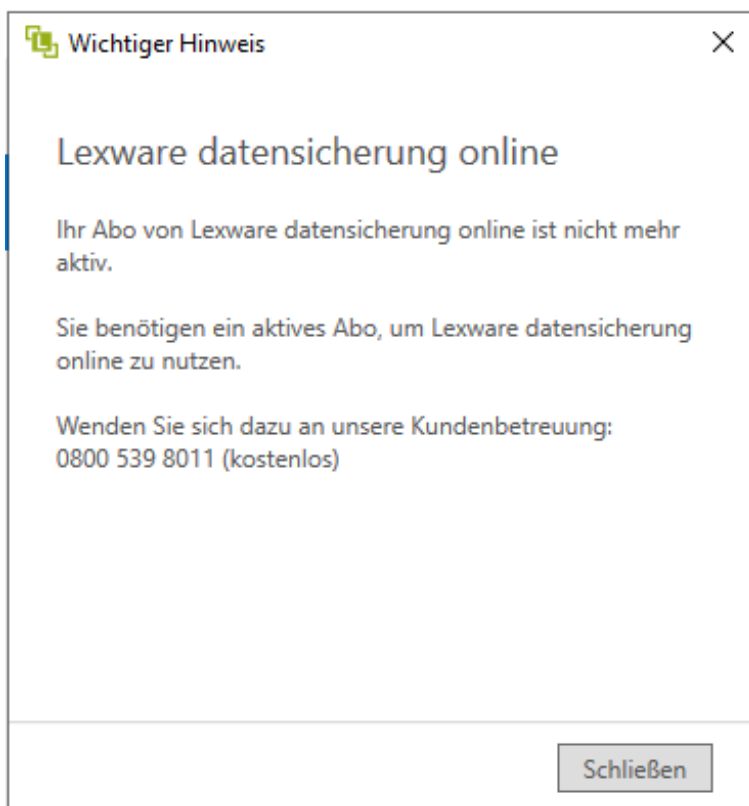 Wichtiger Hinweis
Lexware datensicherung online
Ihr Abo von Lexware datensicherung online ist nicht mehr
aktiv.
Sie benötigen ein aktives Abo, um Lexware datensicherung
online zu nutzen.
Wenden Sie sich dazu an unsere Kundenbetreuung:
0800 539 8011 (kostenlos)
Schließen